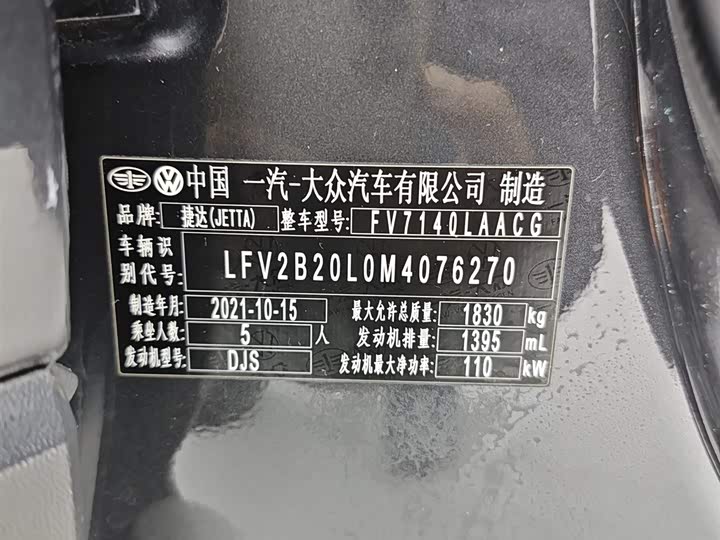 中国 一汽-大众汽车有限公司 制造
品牌: 捷达(JETTA) 整车型号: FV7140LAACG
车辆识
别代号: LFV2B20L0M4076270
制造年月: 2021-10-15 最大允许总质量: 1830 kg
乘坐人数: 5 人 发动机排量: 1395 mL
发动机型号: DJS 发动机最大净功率: 110 kW